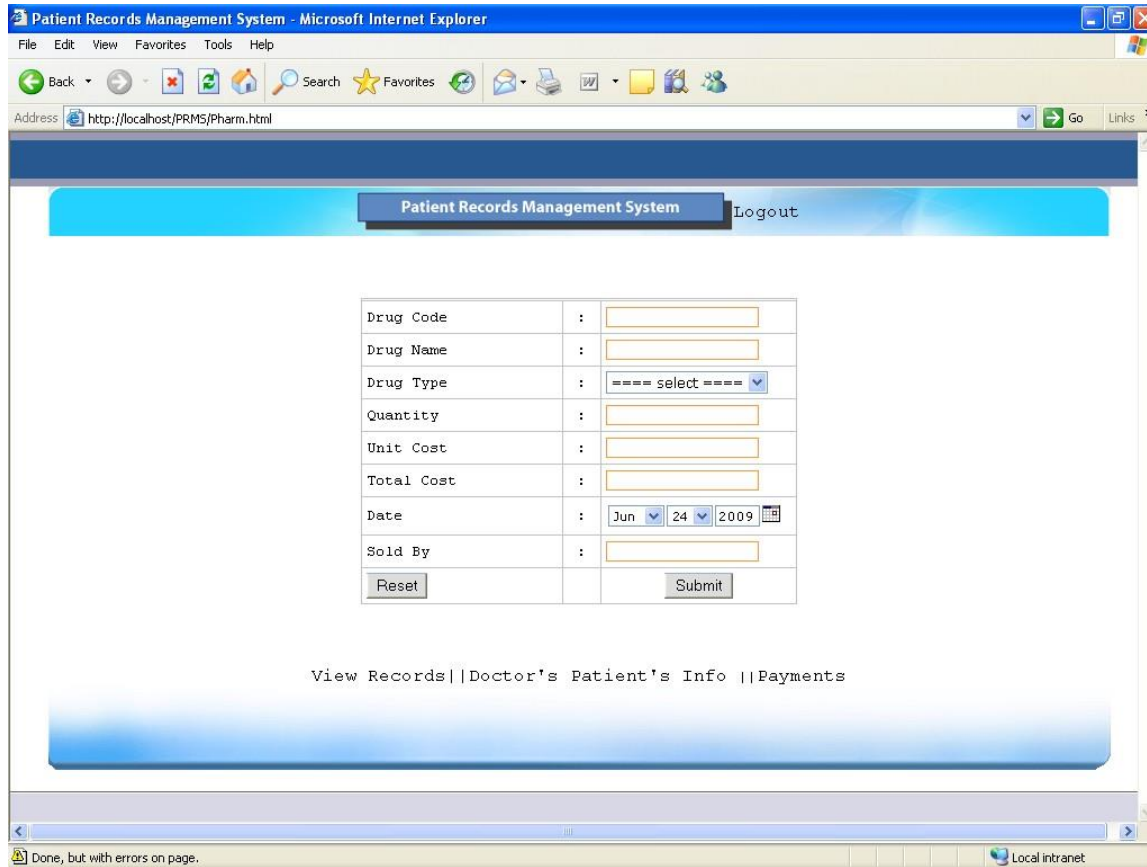 Patient Records Management System - Microsoft Internet Explorer
File Edit View Favorites Tools Help
Back Search Favorites
Address http://localhost/PRMS/Pharm.html Go Links
Patient Records Management System Logout
Drug Code :
Drug Name :
Drug Type : ==== select ====
Quantity :
Unit Cost :
Total Cost :
Date : Jun 24 2009
Sold By :
Reset Submit
View Records||Doctor's Patient's Info ||Payments
Done, but with errors on page. Local intranet